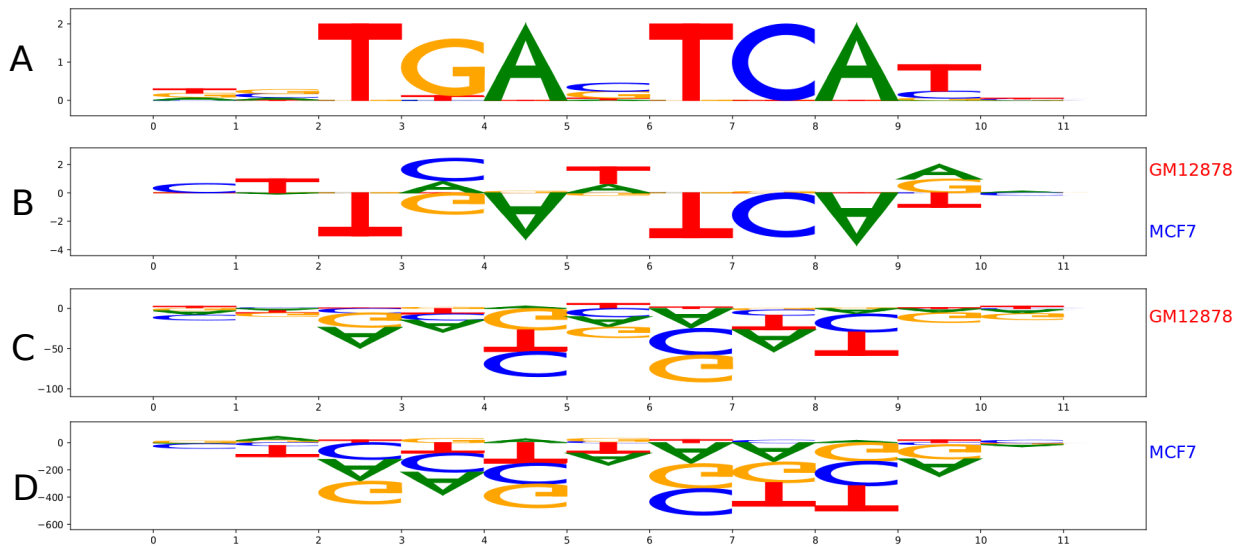 A
2
1
0
T G A C T C A T
0 1 2 3 4 5 6 7 8 9 10 11
B
2
0
−2
−4
GM12878
MCF7
C T C A T A G
T G A T C A T
0 1 2 3 4 5 6 7 8 9 10 11
C
0
−50
−100
GM12878
G C G C A C C G
A A T A G C T T
C G A
0 1 2 3 4 5 6 7 8 9 10 11
D
0
−200
−400
−600
MCF7
T C C T T A A G G
A A C A G G C A
G G C T T
0 1 2 3 4 5 6 7 8 9 10 11